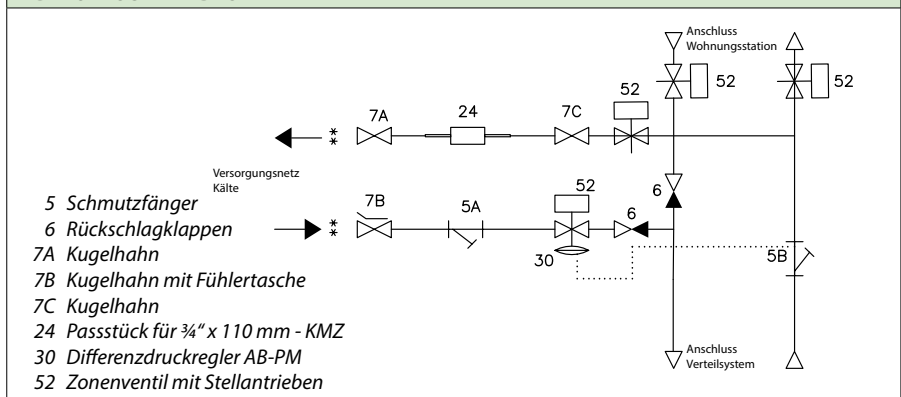 Anschluss
Wohnungsstation
52
52
7A
24
7C
52
**
Versorgungsnetz
Kälte
6
7B
5A
52
6
**
30
5B
5 Schmutzfänger
6 Rückschlagklappen
7A Kugelhahn
7B Kugelhahn mit Fühlertasche
7C Kugelhahn
24 Passstück für ¾“ x 110 mm - KMZ
30 Differenzdruckregler AB-PM
52 Zonenventil mit Stellantrieben
Anschluss
Verteilsystem